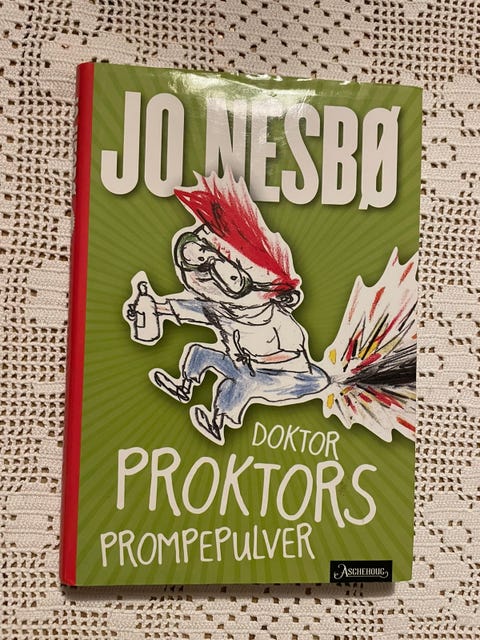 JO NESBØ
DOKTOR
PROKTORS
PROMPEPULVER
ASCHEHOUG